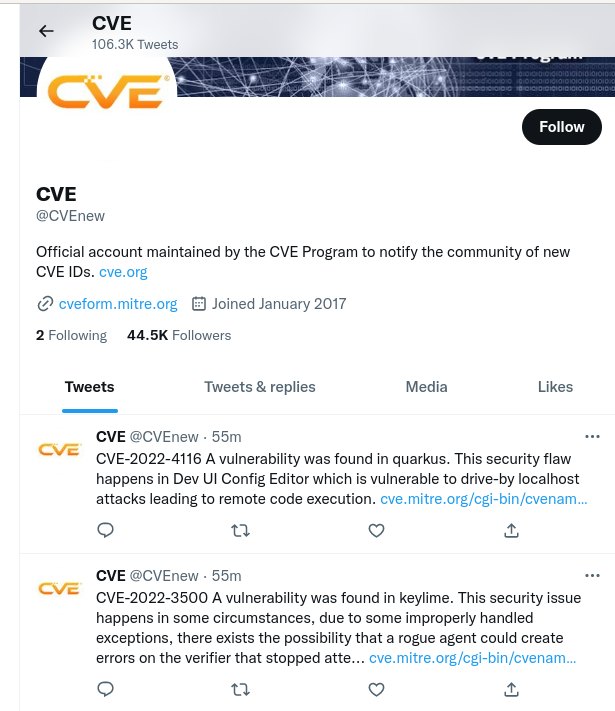 CVE
106.3K Tweets
CVE Program
CVE
Follow
CVE
@CVEnew
Official account maintained by the CVE Program to notify the community of new
CVE IDs. cve.org
cveform.mitre.org Joined January 2017
2 Following 44.5K Followers
Tweets Tweets & replies Media Likes
CVE
CVE @CVEnew · 55m
CVE-2022-4116 A vulnerability was found in quarkus. This security flaw
happens in Dev UI Config Editor which is vulnerable to drive-by localhost
attacks leading to remote code execution. cve.mitre.org/cgi-bin/cvenam…
CVE
CVE @CVEnew · 55m
CVE-2022-3500 A vulnerability was found in keylime. This security issue
happens in some circumstances, due to some improperly handled
exceptions, there exists the possibility that a rogue agent could create
errors on the verifier that stopped atte… cve.mitre.org/cgi-bin/cvenam…